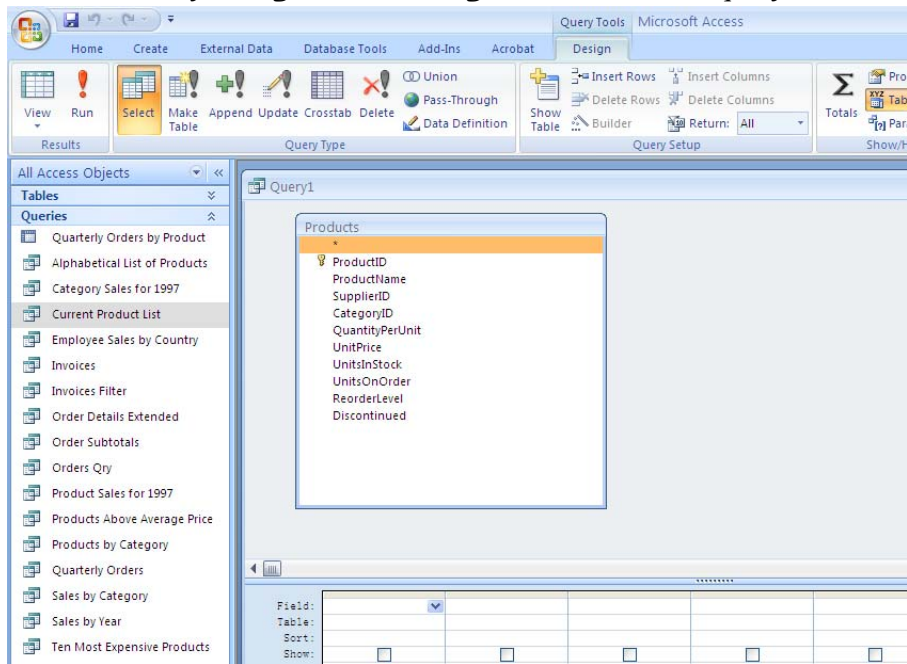 Query Tools Microsoft Access
Home Create External Data Database Tools Add-Ins Acrobat Design
View
Run
Select
Make Table
Append
Update
Crosstab
Delete
Union
Pass-Through
Data Definition
Show Table
Insert Rows
Delete Rows
Builder
Insert Columns
Delete Columns
Return: All
Totals
Pro
XYZ Tab
[?] Par
Results
Query Type
Query Setup
Show/H
All Access Objects
Tables
Queries
Quarterly Orders by Product
Alphabetical List of Products
Category Sales for 1997
Current Product List
Employee Sales by Country
Invoices
Invoices Filter
Order Details Extended
Order Subtotals
Orders Qry
Product Sales for 1997
Products Above Average Price
Products by Category
Quarterly Orders
Sales by Category
Sales by Year
Ten Most Expensive Products
Query1
Products
*
ProductID
ProductName
SupplierID
CategoryID
QuantityPerUnit
UnitPrice
UnitsInStock
UnitsOnOrder
ReorderLevel
Discontinued
Field:
Table:
Sort:
Show: